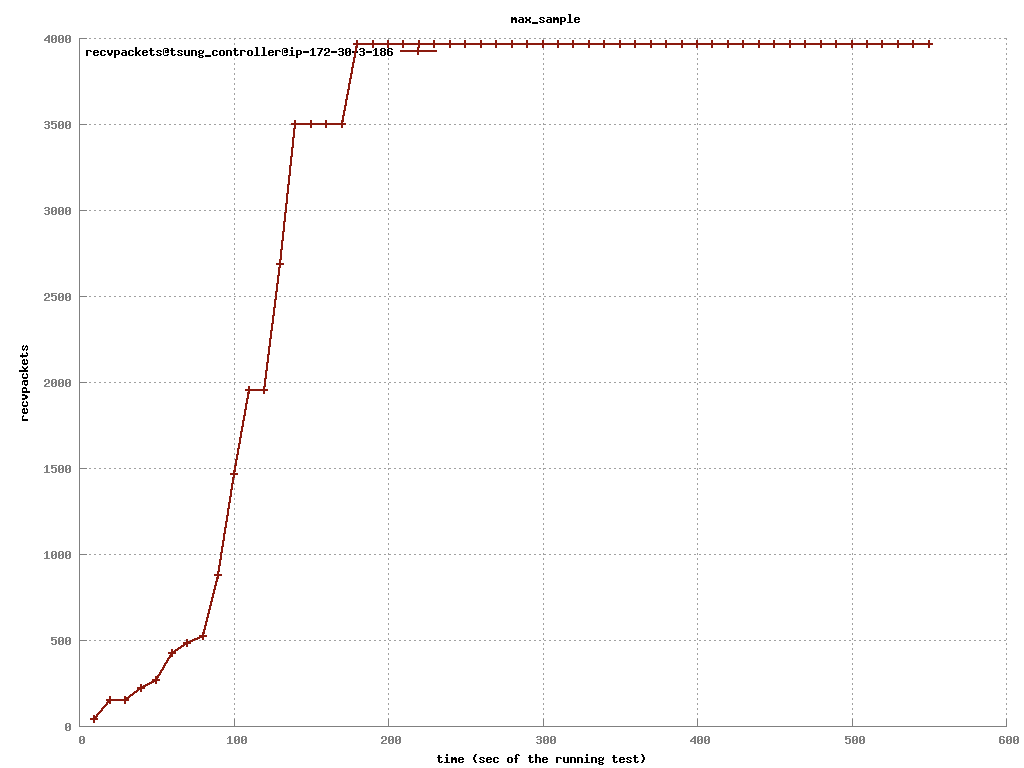 max_sample
4000
recvpackets@tsung_controller@ip-172-30-3-186
3500
3000
2500
recvpackets
2000
1500
1000
500
0
0 100 200 300 400 500 600
time (sec of the running test)